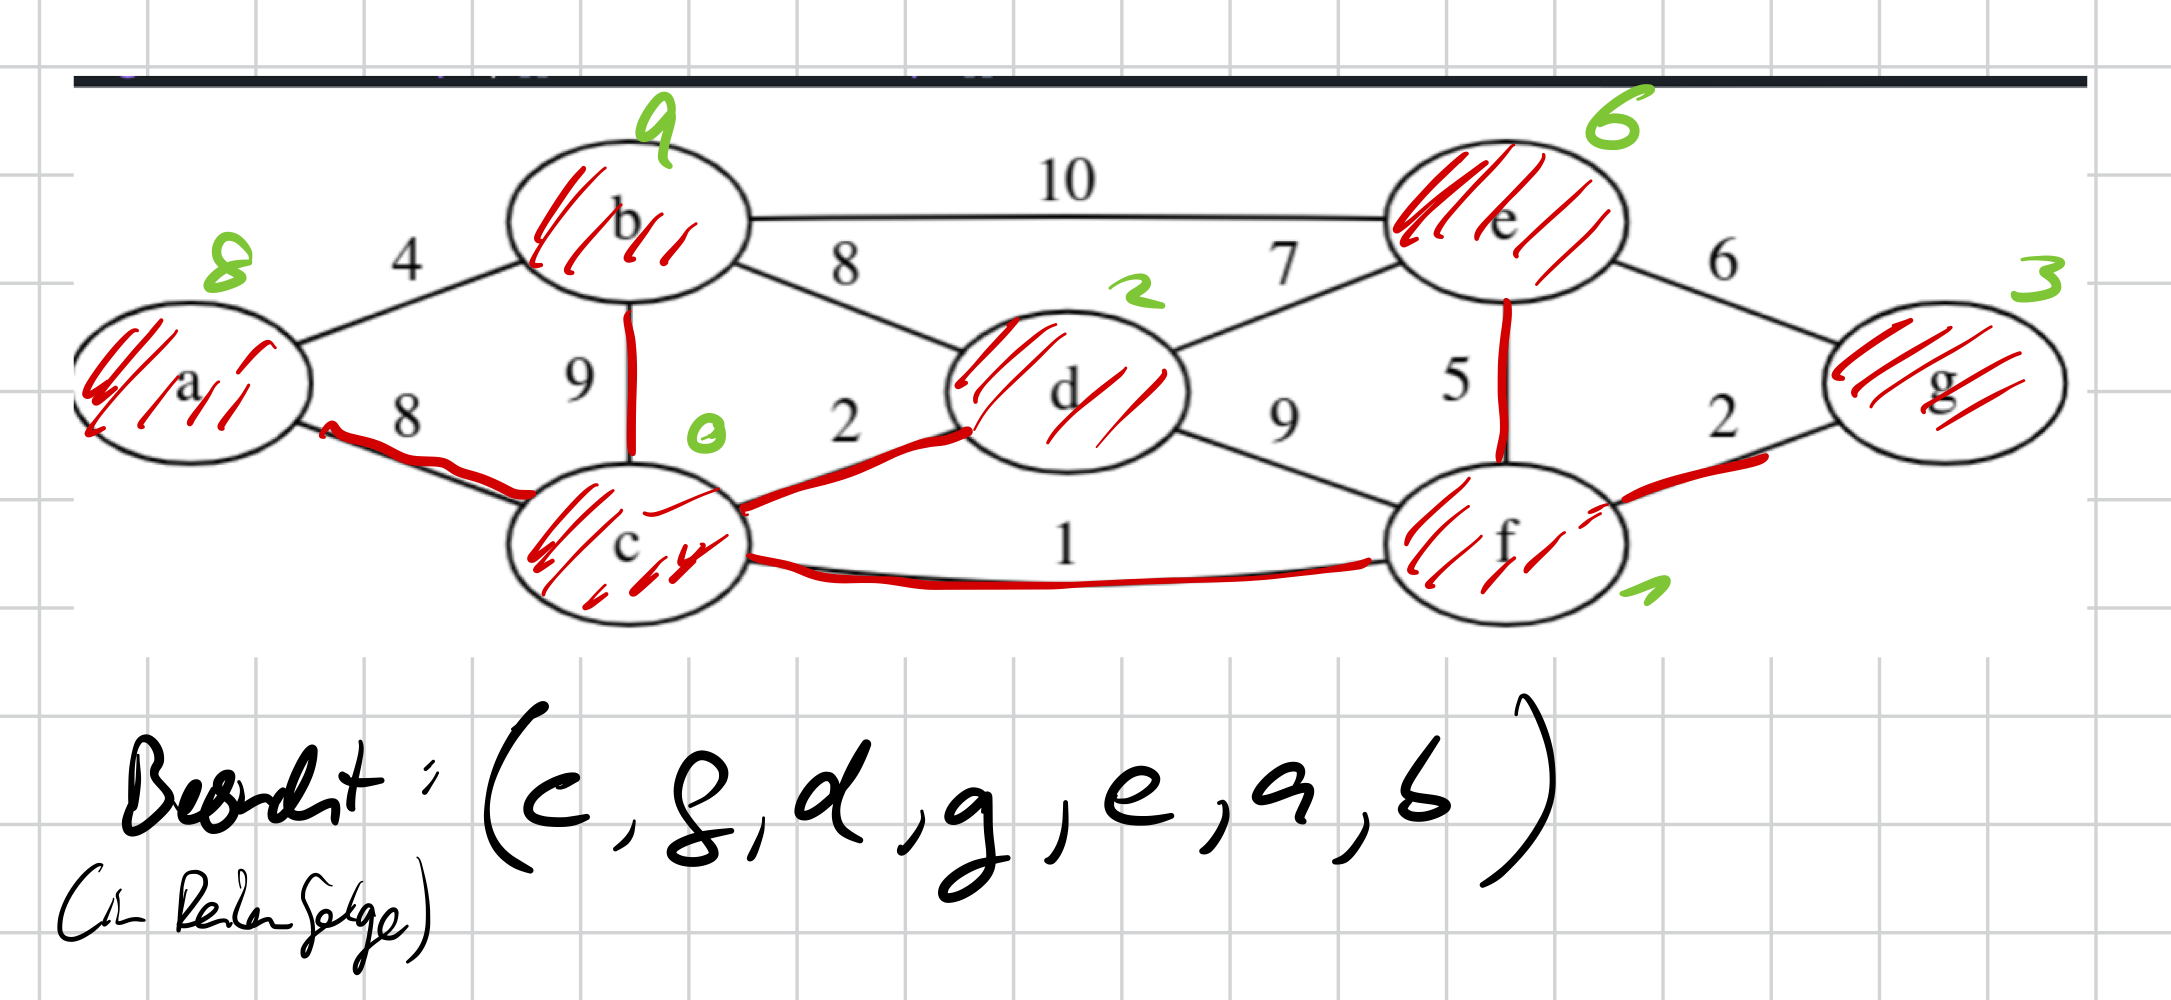 9 6
10
b e
8 4 8 7 6 3
2
a 9 d 5 g
8 0 2 9 2
c 1 f 1
Besucht: (c, f, d, g, e, a, b)
(in Reihenfolge)